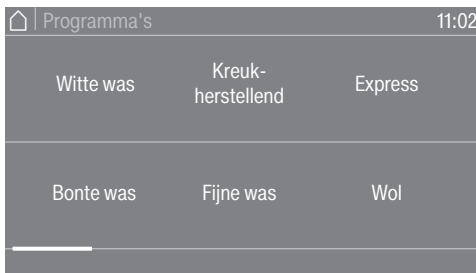 Programma's 11:02
Witte was
Kreuk-
herstellend
Express
Bonte was
Fijne was
Wol